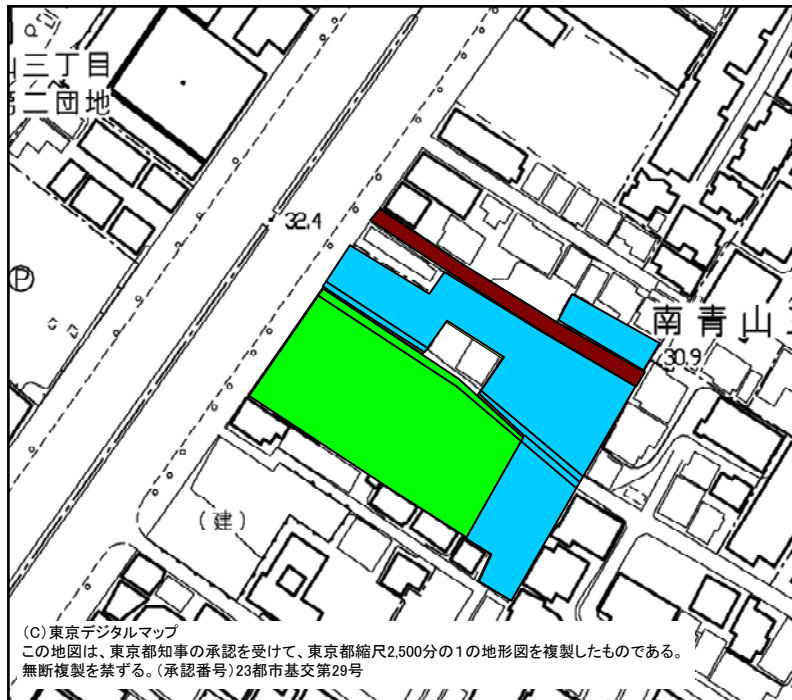 山三丁目
第二団地
32.4
P
南青山
30.9
(建)
(C)東京デジタルマップ
この地図は、東京都知事の承認を受けて、東京都縮尺2,500分の1の地形図を複製したものである。
無断複製を禁ずる。(承認番号)23都市基交第29号